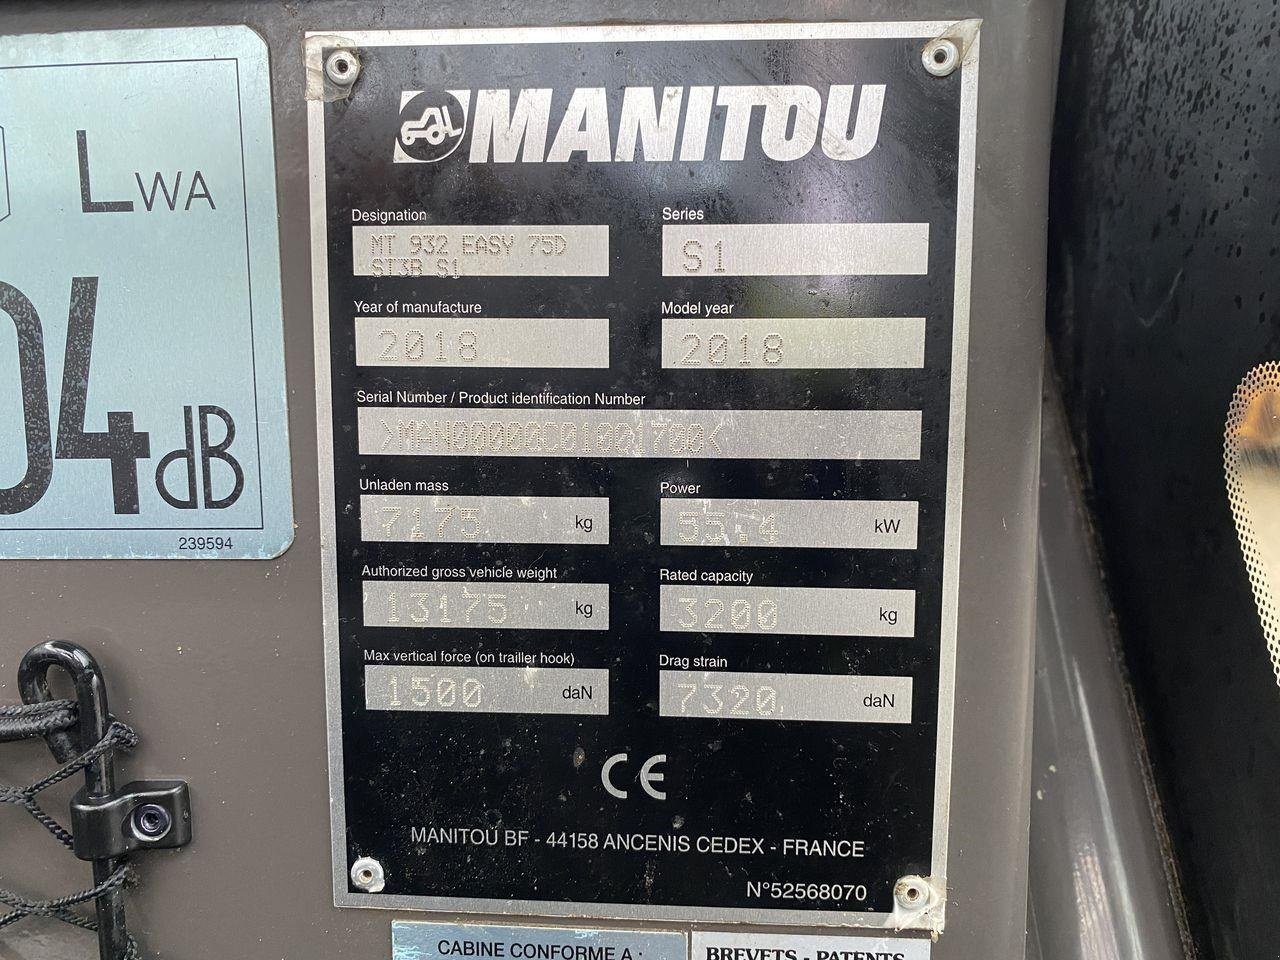 LWA
04dB
239594
MANITOU
Designation
Series
MT 932 EASY 75D
ST3B S1
S1
Year of manufacture
Model year
2018
2018
Serial Number / Product identification Number
>MAN00000C01001700<
Unladen mass
Power
7175 kg
55.4 kW
Authorized gross vehicle weight
Rated capacity
13175 kg
3200 kg
Max vertical force (on trailler hook)
Drag strain
1500 daN
7320 daN
CE
MANITOU BF - 44158 ANCENIS CEDEX - FRANCE
N°52568070
CABINE CONFORME A :
BREVETS - PATENTS